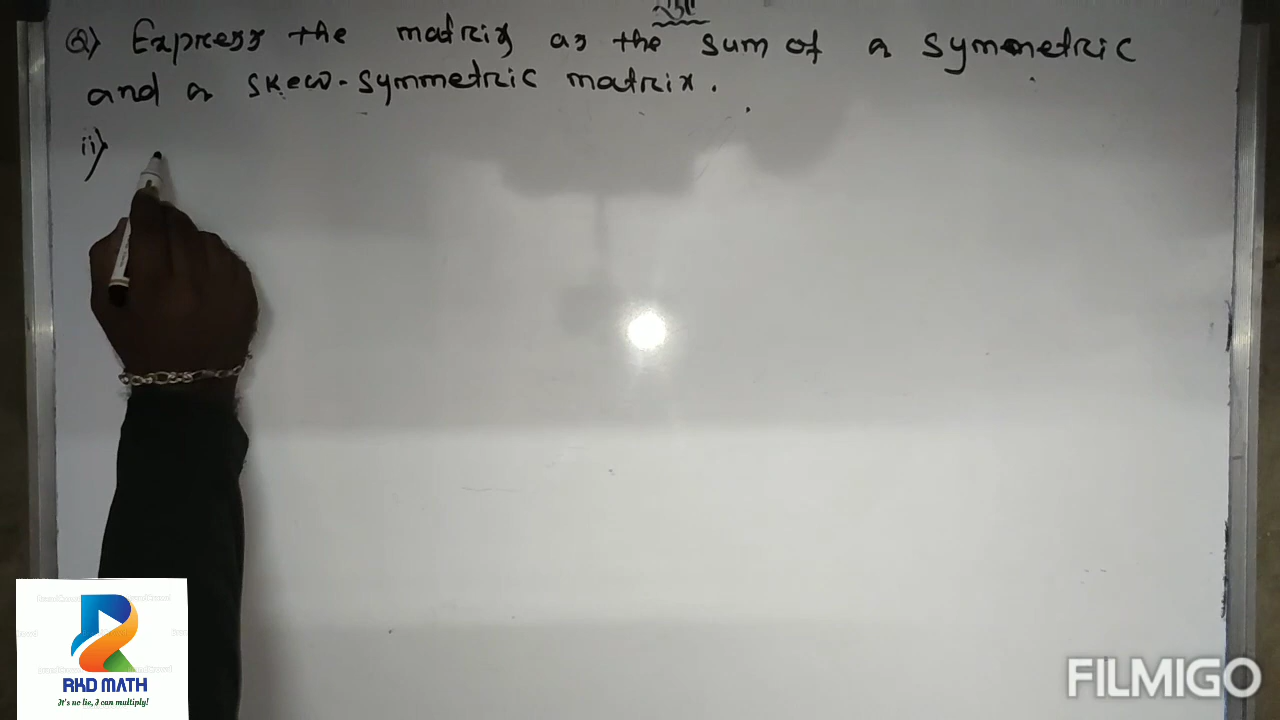 Q) Express the matrix as the sum of a symmetric
and a skew-symmetric matrix.
ii)
RKD MATH
It's no lie, I can multiply!
FILMIGO